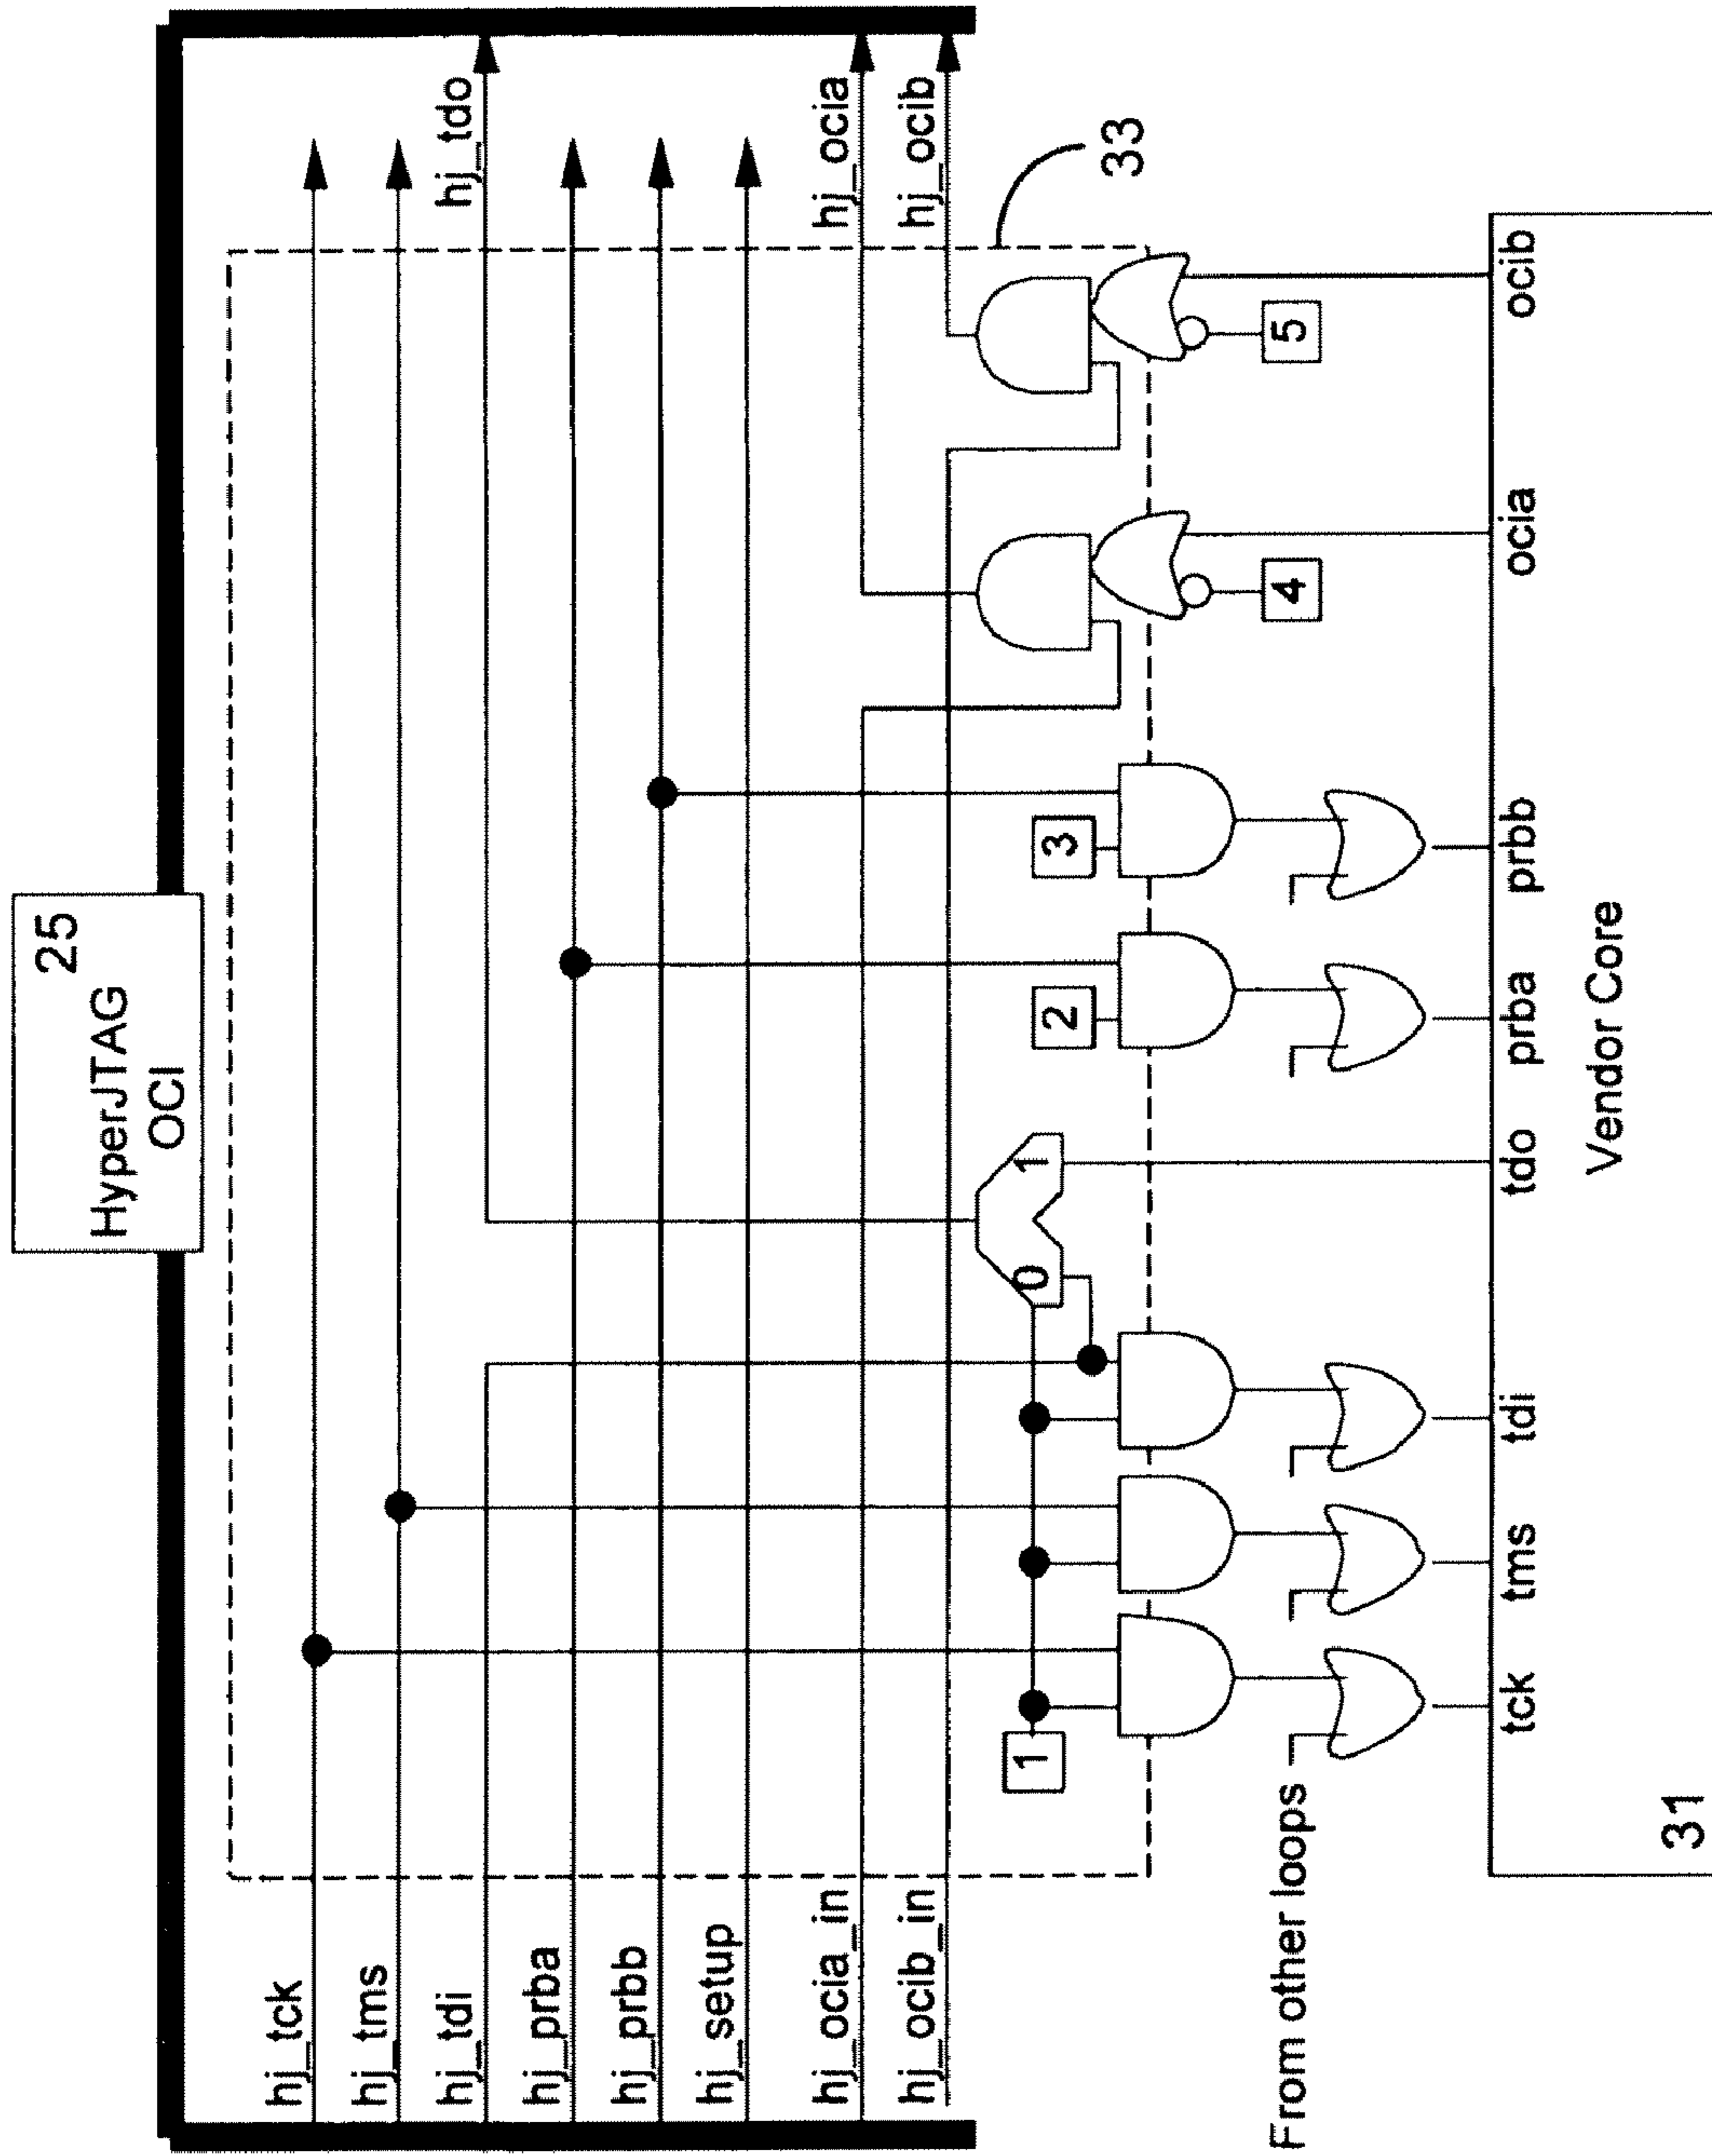 25
HyperJTAG
OCI
hj_tck
hj_tms
hj_tdi
hj_tdo
hj_prba
hj_prbb
hj_setup
hj_ocia_in
hj_ocia
hj_ocib_in
hj_ocib
33
0
1
1
2
3
4
5
From other loops
tck
tms
tdi
tdo
prba
prbb
ocia
ocib
Vendor Core
31